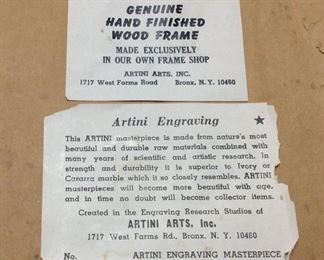 GENUINE
HAND FINISHED
WOOD FRAME
MADE EXCLUSIVELY
IN OUR OWN FRAME SHOP
ARTINI ARTS, INC.
1717 West Farms Road Bronx, N. Y. 10460
Artini Engraving
This ARTINI masterpiece is made from nature's most
beautiful and durable raw materials combined with
many years of scientific and artistic research. In
strength and durability it is superior to Ivory or
Cararra marble which it so closely resembles. ARTINI
masterpieces will become more beautiful with age,
and in time no doubt will become collector items.
Created in the Engraving Research Studios of
ARTINI ARTS, Inc.
1717 West Farms Rd., Bronx, N. Y. 10460
No. ARTINI ENGRAVING MASTERPIECE